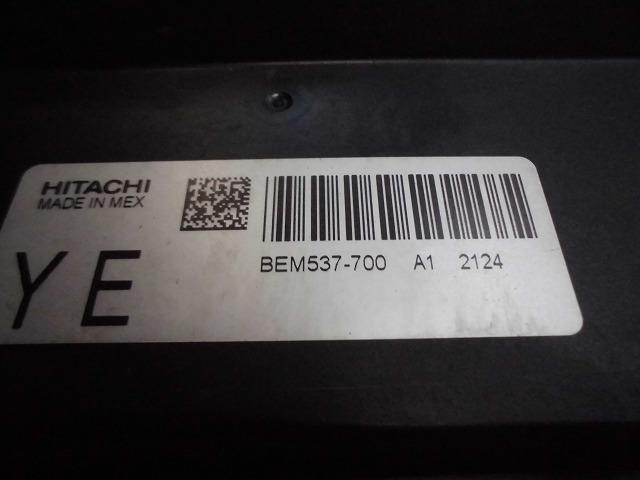 HITACHI
MADE IN MEX
BEM537-700 A1 2124
YE